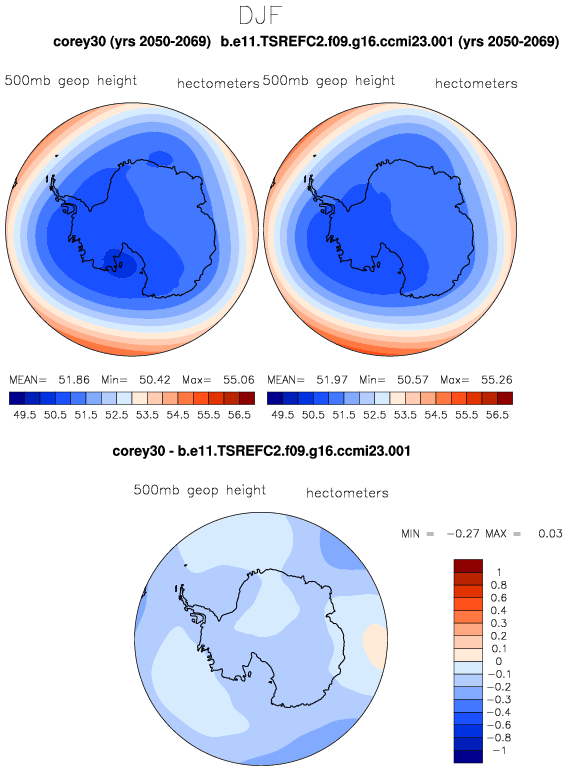 DJF
corey30 (yrs 2050-2069) b.e11.TSREFC2.f09.g16.ccmi23.001 (yrs 2050-2069)
500mb geop height hectometers 500mb geop height hectometers
MEAN= 51.86 Min= 50.42 Max= 55.06 MEAN= 51.97 Min= 50.57 Max= 55.26
49.5 50.5 51.5 52.5 53.5 54.5 55.5 56.5 49.5 50.5 51.5 52.5 53.5 54.5 55.5 56.5
corey30 - b.e11.TSREFC2.f09.g16.ccmi23.001
500mb geop height hectometers
MIN = -0.27 MAX = 0.03
1
0.8
0.6
0.4
0.3
0.2
0.1
0
-0.1
-0.2
-0.3
-0.4
-0.6
-0.8
-1